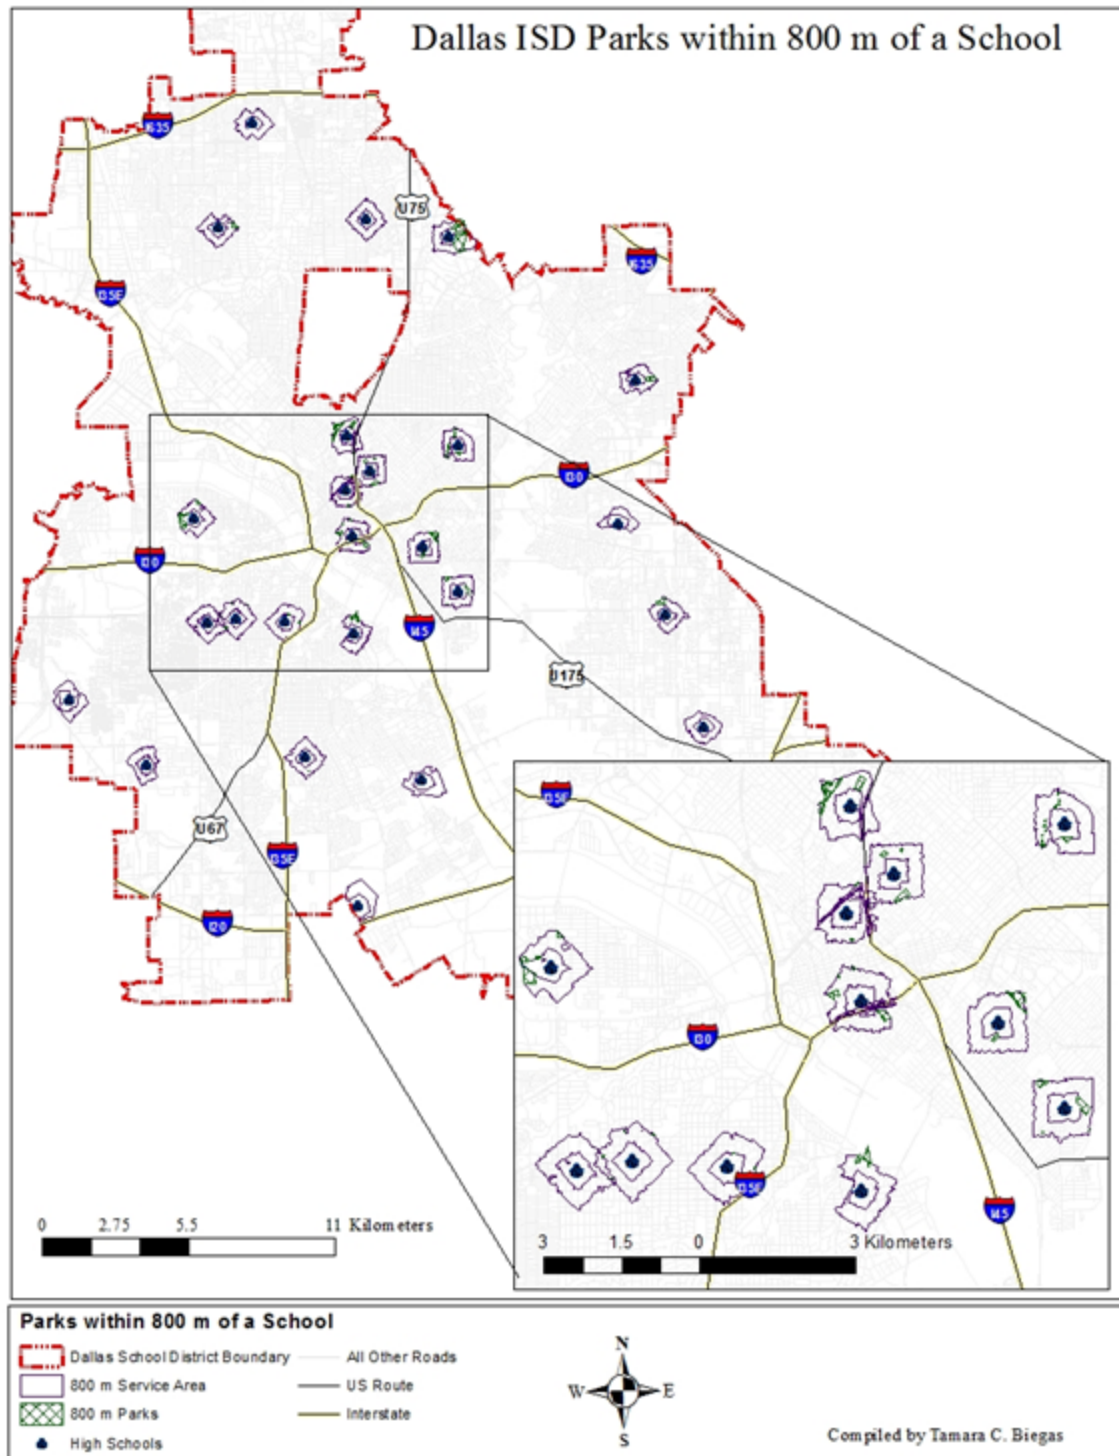 Dallas ISD Parks within 800 m of a School
I635
U75
I635
I35E
I30
I30
I45
U175
U67
I35E
I20
I35E
I30
I35E
I45
0 2.75 5.5 11 Kilometers
3 1.5 0 3 Kilometers
Parks within 800 m of a School
Dallas School District Boundary
All Other Roads
800 m Service Area
US Route
800 m Parks
Interstate
High Schools
N
W E
S
Compiled by Tamara C. Biegas